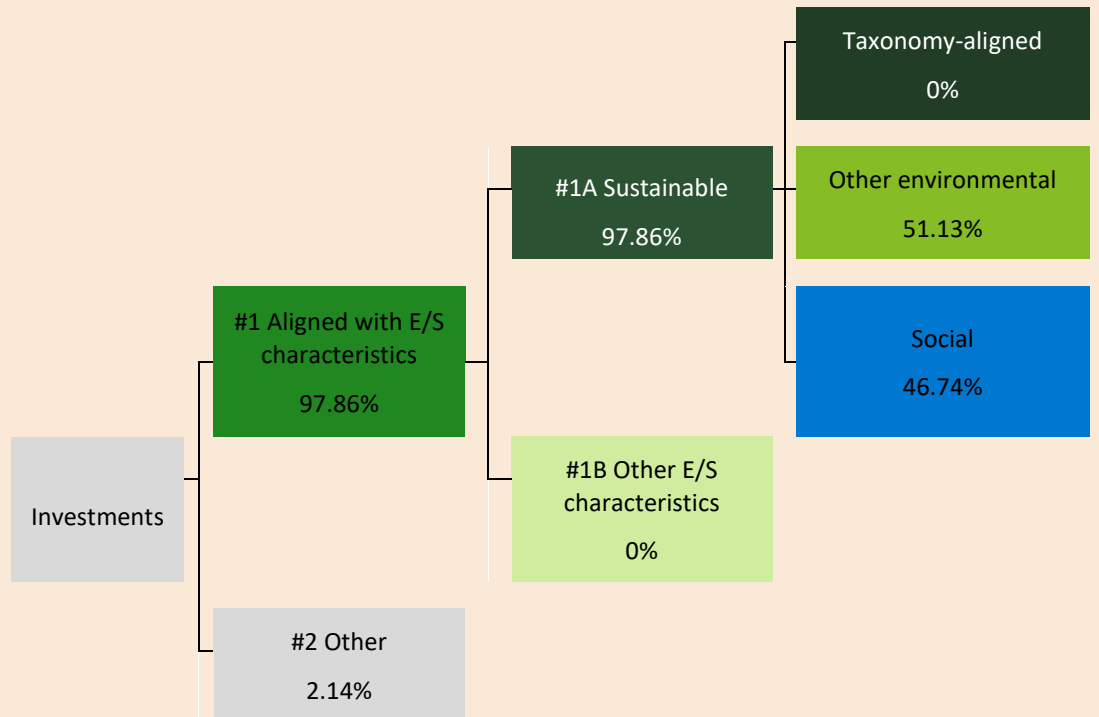 Taxonomy-aligned
0%
#1A Sustainable
97.86%
Other environmental
51.13%
#1 Aligned with E/S
characteristics
97.86%
Social
46.74%
Investments
#1B Other E/S
characteristics
0%
#2 Other
2.14%